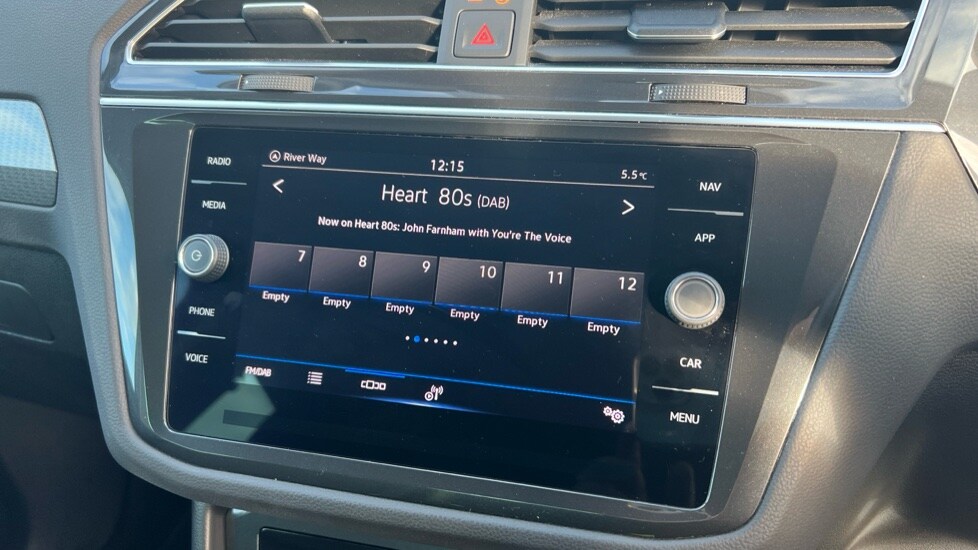 RADIO
MEDIA
PHONE
VOICE
River Way
12:15
5.5°C
< Heart 80s (DAB) >
Now on Heart 80s: John Farnham with You're The Voice
7 8 9 10 11 12
Empty Empty Empty Empty Empty Empty
FM/DAB
NAV
APP
CAR
MENU